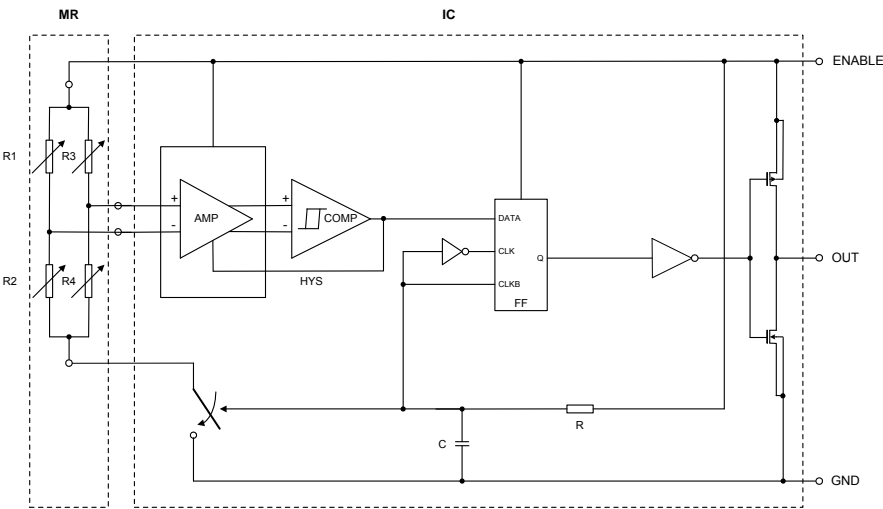 MR
IC
ENABLE
R1
R3
+
+
AMP
COMP
DATA
-
-
CLK
Q
OUT
HYS
R2
R4
CLKB
FF
R
C
GND